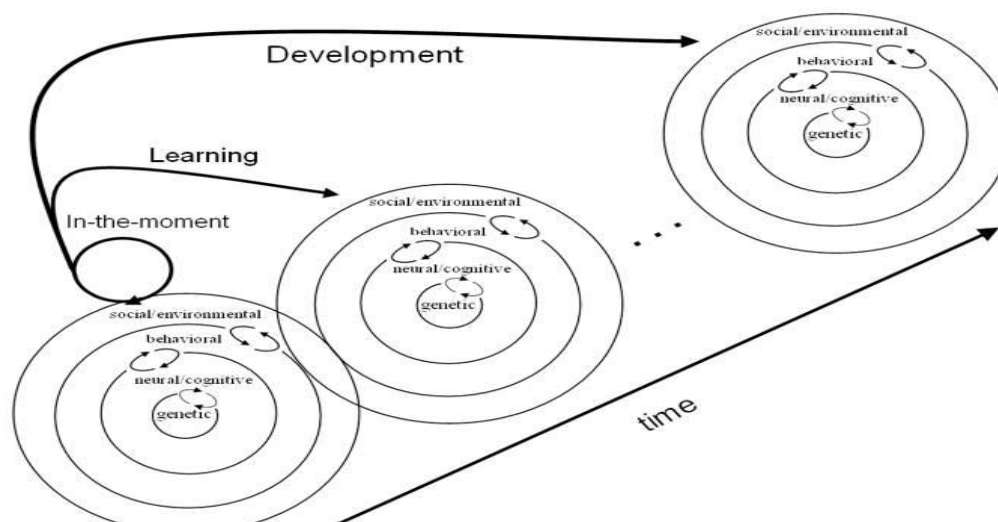 social/environmental
Development
behavioral
neural/cognitive
genetic
Learning
social/environmental
In-the-moment
behavioral
. . .
neural/cognitive
genetic
social/environmental
behavioral
neural/cognitive
genetic
time